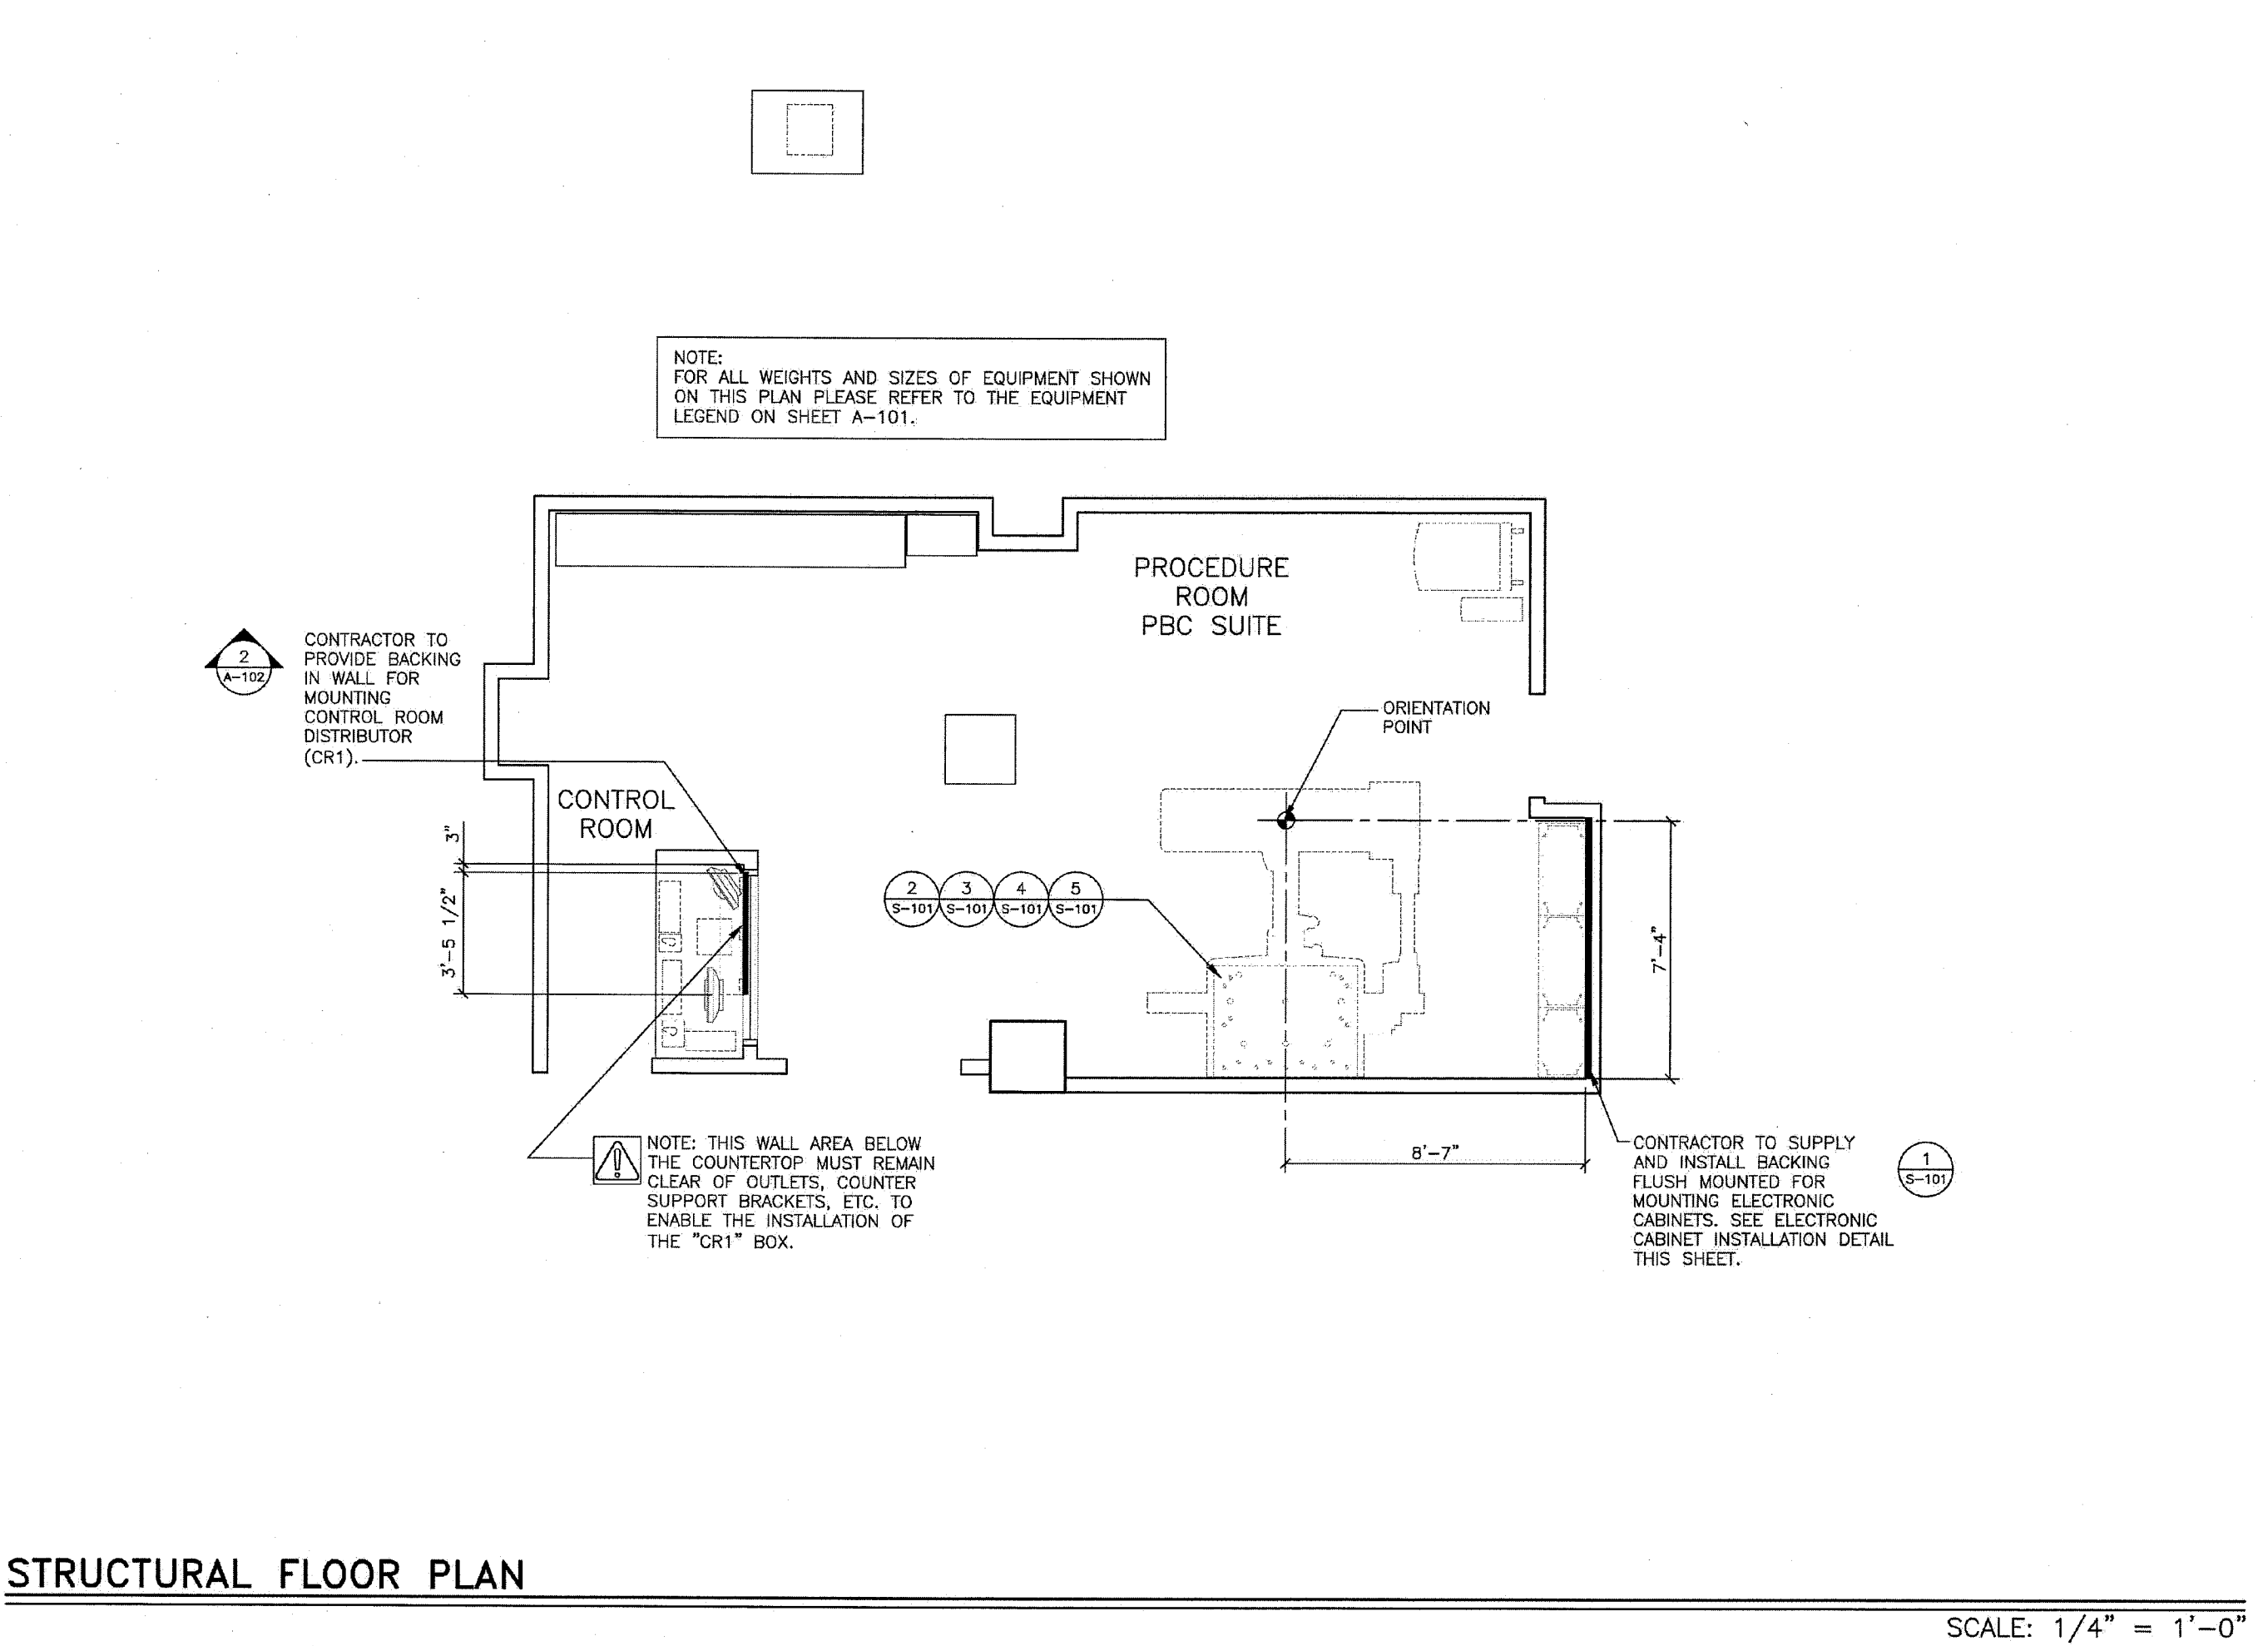 NOTE:
FOR ALL WEIGHTS AND SIZES OF EQUIPMENT SHOWN
ON THIS PLAN PLEASE REFER TO THE EQUIPMENT
LEGEND ON SHEET A-101.
PROCEDURE
ROOM
PBC SUITE
2
A-102
CONTRACTOR TO
PROVIDE BACKING
IN WALL FOR
MOUNTING
CONTROL ROOM
DISTRIBUTOR
(CR1).
ORIENTATION
POINT
CONTROL
ROOM
3"
3'-5 1/2"
2 3 4 5
S-101 S-101 S-101 S-101
7'-4"
8'-7"
NOTE: THIS WALL AREA BELOW
THE COUNTERTOP MUST REMAIN
CLEAR OF OUTLETS, COUNTER
SUPPORT BRACKETS, ETC. TO
ENABLE THE INSTALLATION OF
THE "CR1" BOX.
CONTRACTOR TO SUPPLY
AND INSTALL BACKING
FLUSH MOUNTED FOR
MOUNTING ELECTRONIC
CABINETS. SEE ELECTRONIC
CABINET INSTALLATION DETAIL
THIS SHEET.
1
S-101
STRUCTURAL FLOOR PLAN
SCALE: 1/4" = 1'-0"